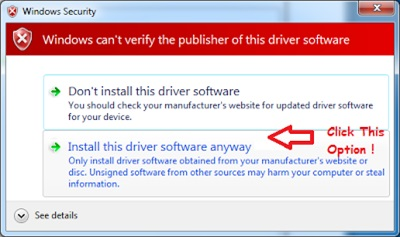 Windows Security
Windows can't verify the publisher of this driver software
Don't install this driver software
You should check your manufacturer's website for updated driver software
for your device.
Install this driver software anyway
Only install driver software obtained from your manufacturer's website or
disc. Unsigned software from other sources may harm your computer or steal
information.
Click This
Option !
See details